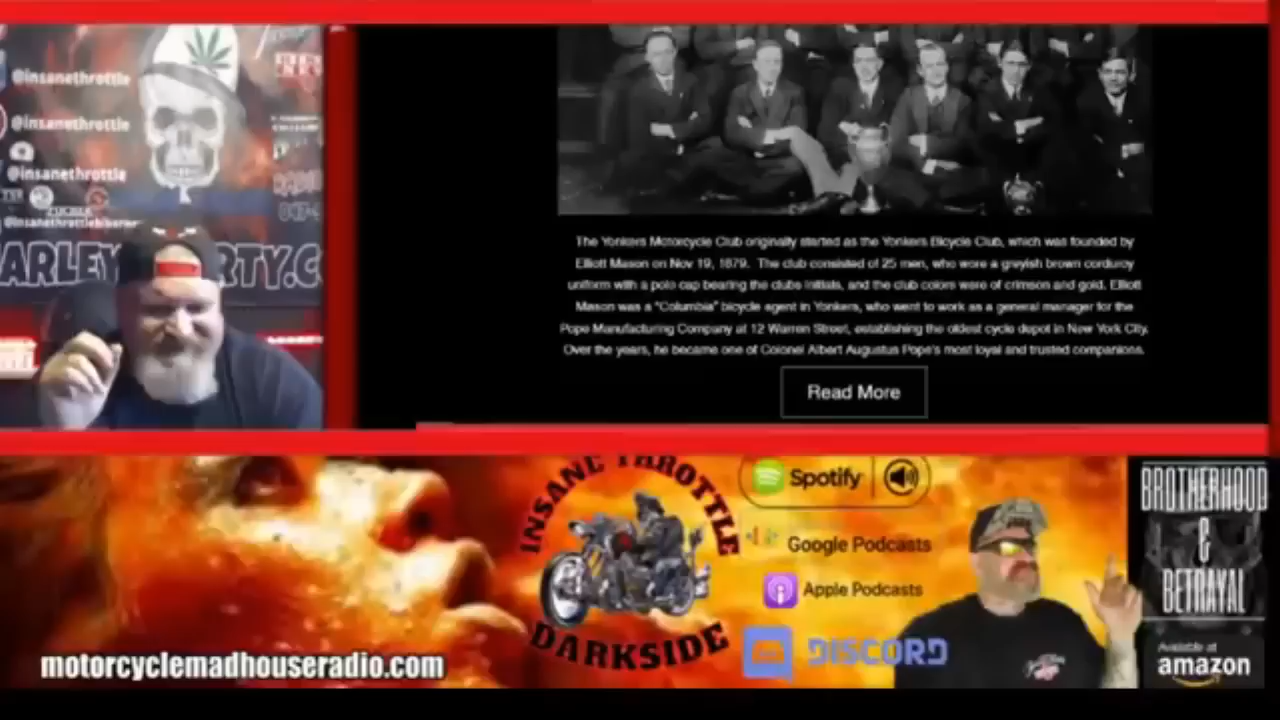 @insanethrottle
@insanethrottle
@insanethrottle
@insanethrottlebikerne
ARLEY
RTY.C
The Yonkers Motorcycle Club originally started as the Yonkers Bicycle Club, which was founded by
Elliott Mason on Nov 19, 1879. The club consisted of 25 men, who wore a greyish brown corduroy
uniform with a polo cap bearing the clubs initials, and the club colors were of crimson and gold. Elliott
Mason was a "Columbia" bicycle agent in Yonkers, who went to work as a general manager for the
Pope Manufacturing Company at 12 Warren Street, establishing the oldest cycle depot in New York City.
Over the years, he became one of Colonel Albert Augustus Pope's most loyal and trusted companions.
Read More
INSANE THROTTLE
DARKSIDE
motorcyclemadhouseradio.com
Spotify
Google Podcasts
Apple Podcasts
DISCORD
BROTHERHOOD
&
BETRAYAL
Available at
amazon